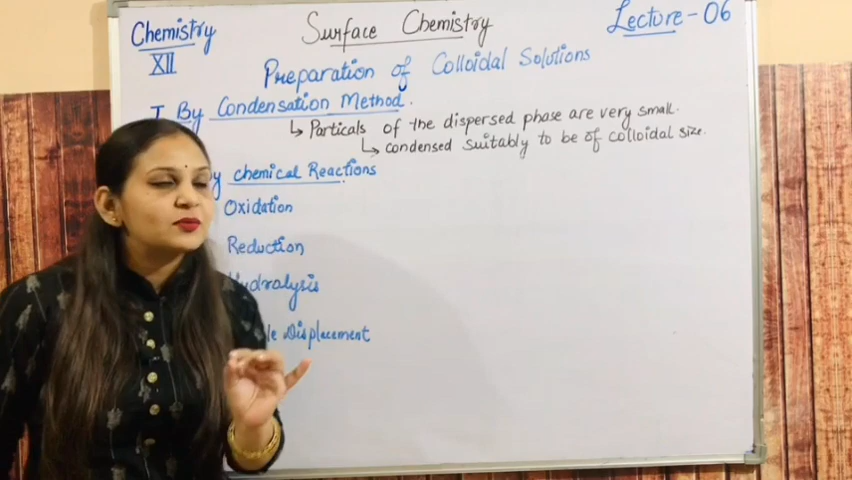 Chemistry
Surface Chemistry
Lecture-06
XII
Preparation of Colloidal Solutions
I By Condensation Method.
↳ Particals of the dispersed phase are very small.
↳ condensed suitably to be of colloidal size.
chemical Reactions
Oxidation
Reduction
Hydralysis
Displacement